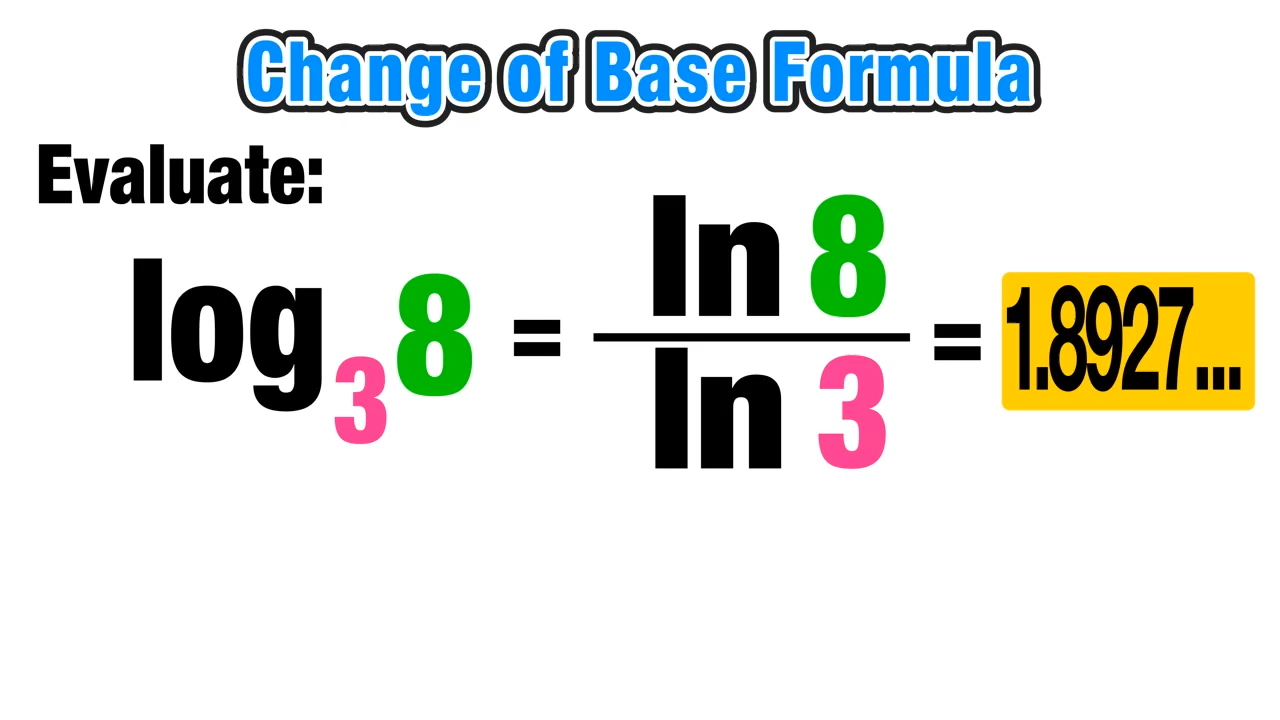 Change of Base Formula
Evaluate:
log₃8 = ln 8 / ln 3 = 1.8927...